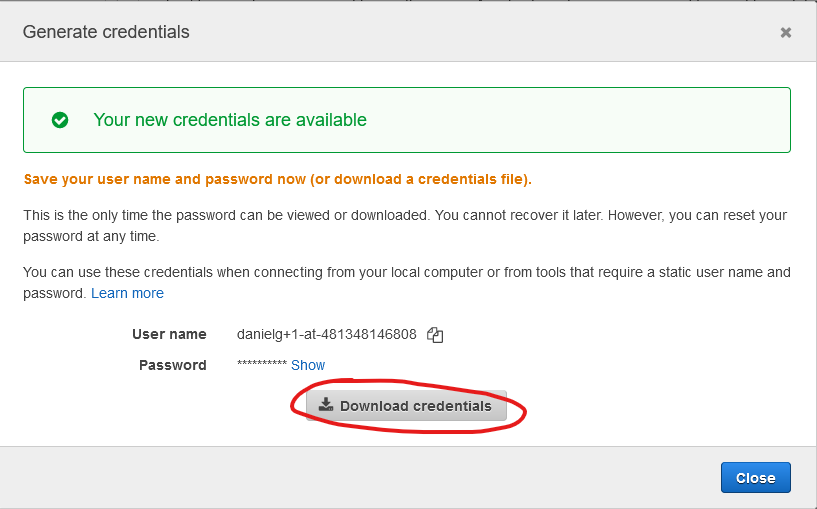 Generate credentials
Your new credentials are available
Save your user name and password now (or download a credentials file).
This is the only time the password can be viewed or downloaded. You cannot recover it later. However, you can reset your
password at any time.
You can use these credentials when connecting from your local computer or from tools that require a static user name and
password. Learn more
User name danielg+1-at-481348146808
Password ********** Show
Download credentials
Close